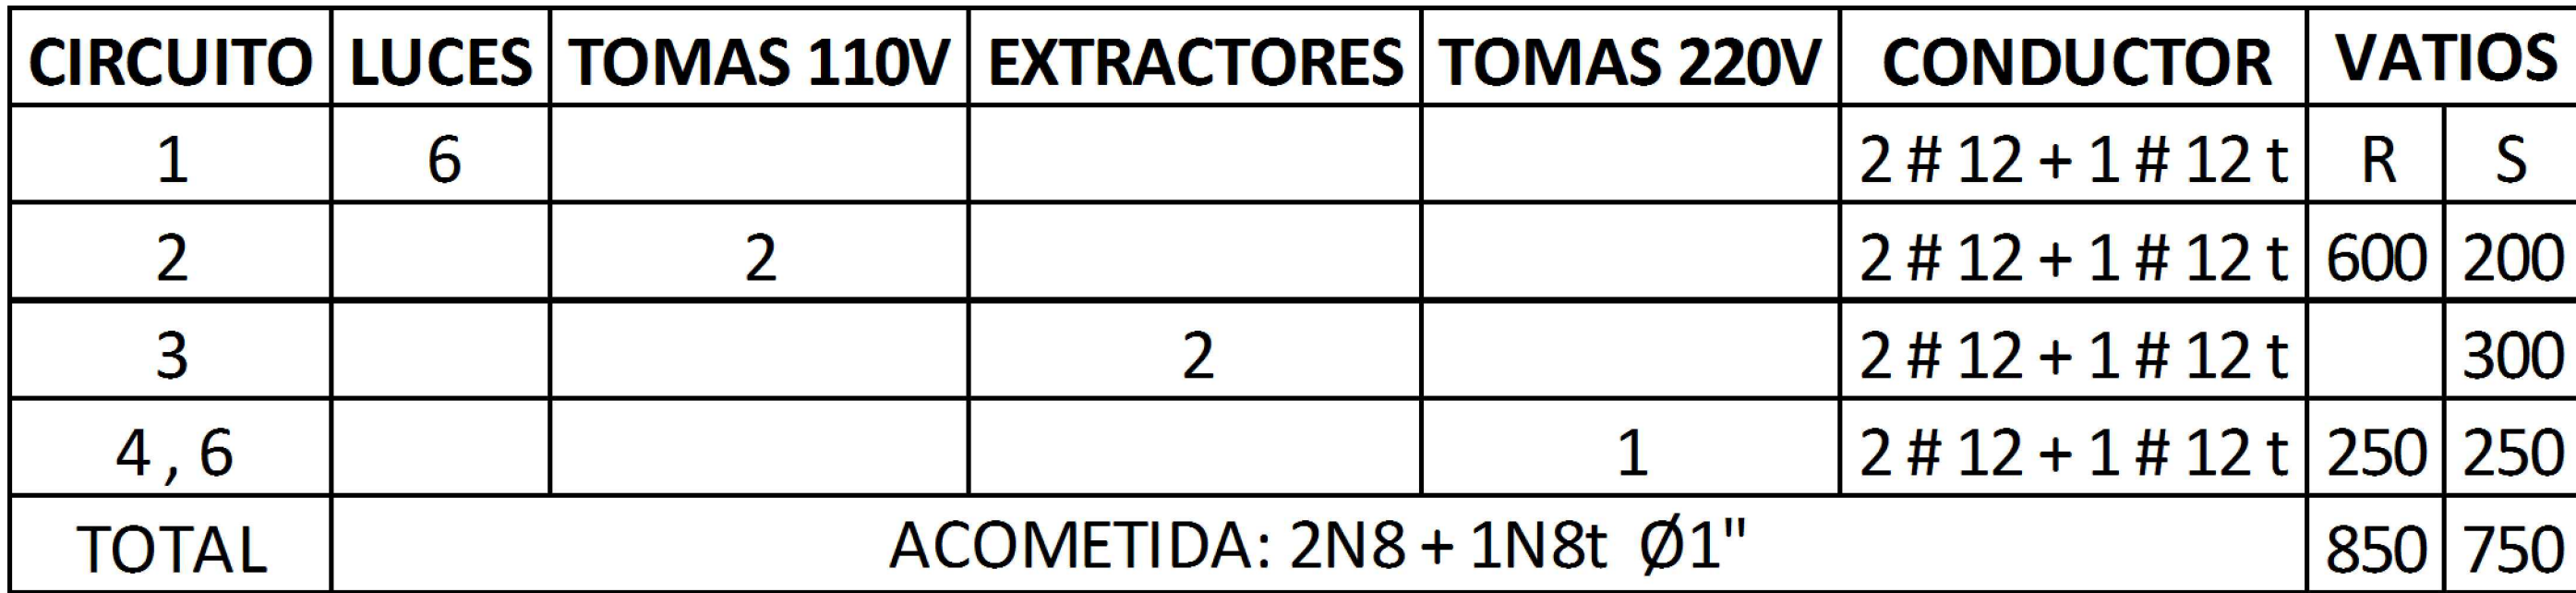 CIRCUITO LUCES TOMAS 110V EXTRACTORES TOMAS 220V CONDUCTOR VATIOS
1 6 2 # 12 + 1 # 12 t R S
2 2 2 # 12 + 1 # 12 t 600 200
3 2 2 # 12 + 1 # 12 t 300
4 , 6 1 2 # 12 + 1 # 12 t 250 250
TOTAL ACOMETIDA: 2N8 + 1N8t Ø1" 850 750